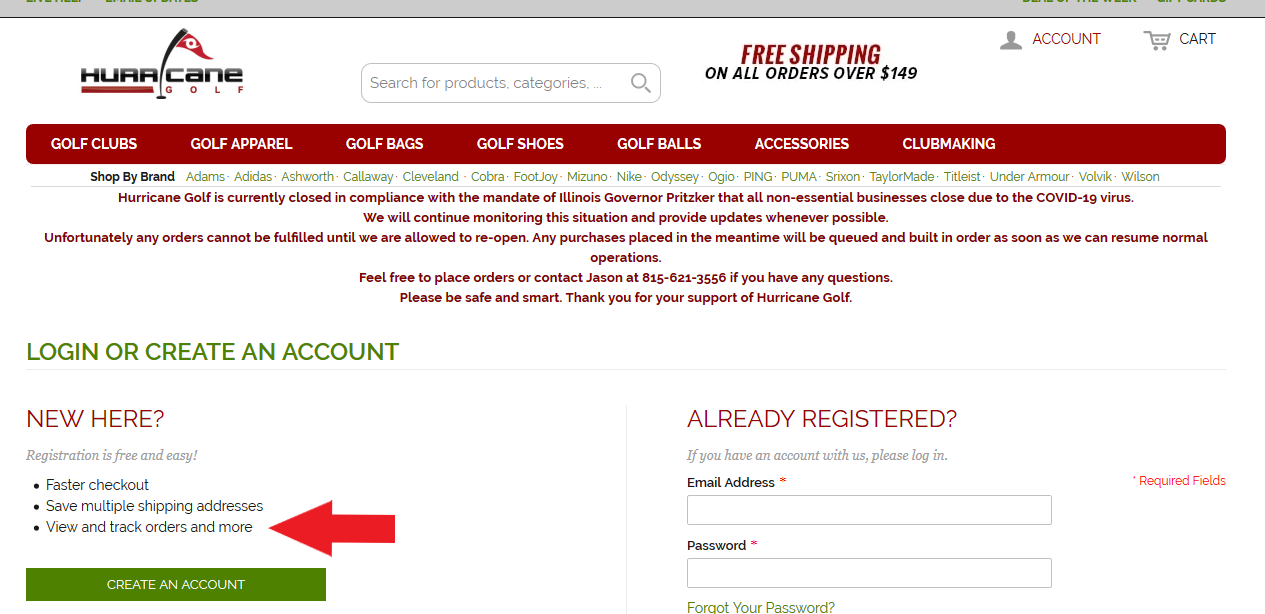 LIVE HELP EMAIL UPDATES DEAL OF THE WEEK GIFT CARDS
HURRICANE
GOLF
Search for products, categories, ...
FREE SHIPPING
ON ALL ORDERS OVER $149
ACCOUNT
CART
GOLF CLUBS GOLF APPAREL GOLF BAGS GOLF SHOES GOLF BALLS ACCESSORIES CLUBMAKING
Shop By Brand Adams · Adidas · Ashworth · Callaway · Cleveland · Cobra · FootJoy · Mizuno · Nike · Odyssey · Ogio · PING · PUMA · Srixon · TaylorMade · Titleist · Under Armour · Volvik · Wilson
Hurricane Golf is currently closed in compliance with the mandate of Illinois Governor Pritzker that all non-essential businesses close due to the COVID-19 virus.
We will continue monitoring this situation and provide updates whenever possible.
Unfortunately any orders cannot be fulfilled until we are allowed to re-open. Any purchases placed in the meantime will be queued and built in order as soon as we can resume normal
operations.
Feel free to place orders or contact Jason at 815-621-3556 if you have any questions.
Please be safe and smart. Thank you for your support of Hurricane Golf.
LOGIN OR CREATE AN ACCOUNT
NEW HERE?
Registration is free and easy!
• Faster checkout
• Save multiple shipping addresses
• View and track orders and more
CREATE AN ACCOUNT
ALREADY REGISTERED?
If you have an account with us, please log in.
Email Address *
* Required Fields
Password *
Forgot Your Password?